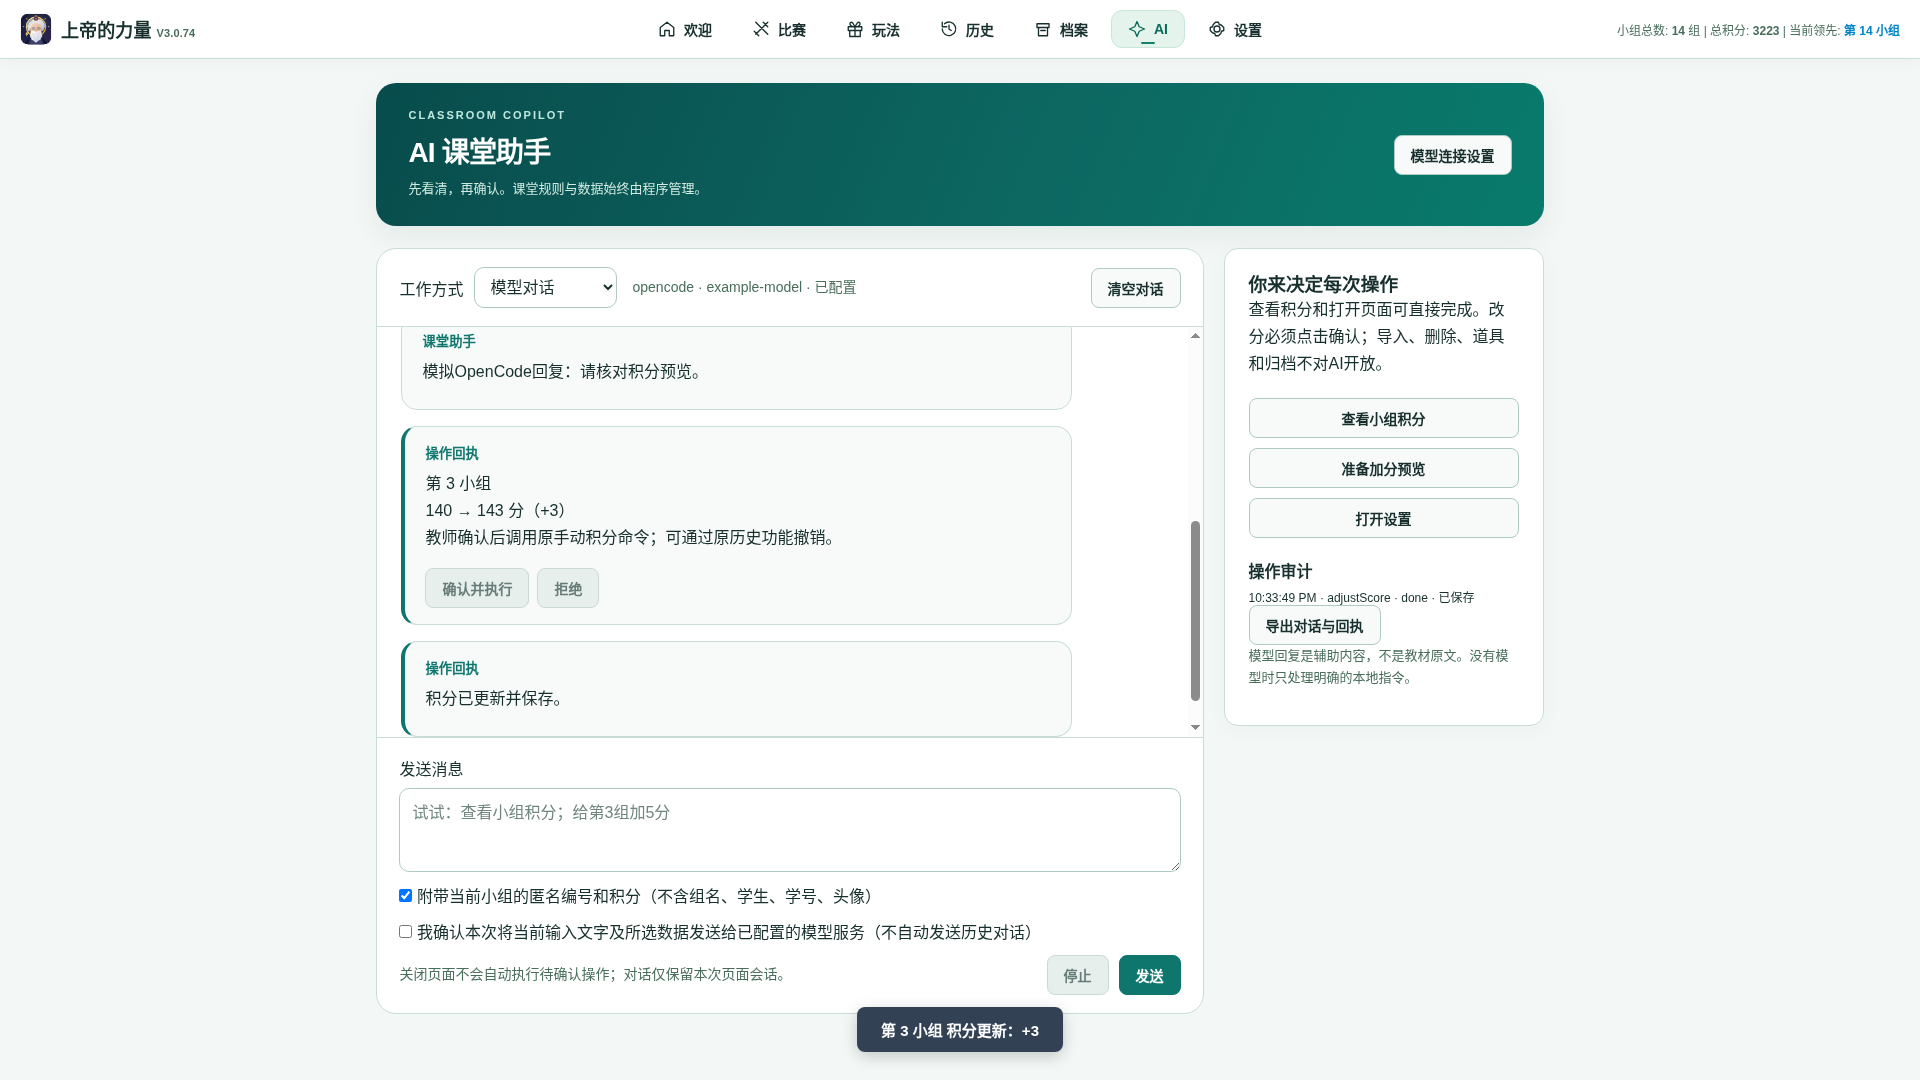 上帝的力量 V3.0.74
欢迎
比赛
玩法
历史
档案
AI
设置
小组总数: 14 组 | 总积分: 3223 | 当前领先: 第 14 小组
CLASSROOM COPILOT
AI 课堂助手
先看清，再确认。课堂规则与数据始终由程序管理。
模型连接设置
工作方式
模型对话
opencode · example-model · 已配置
清空对话
课堂助手
模拟OpenCode回复：请核对积分预览。
操作回执
第 3 小组
140 → 143 分（+3）
教师确认后调用原手动积分命令；可通过原历史功能撤销。
确认并执行
拒绝
操作回执
积分已更新并保存。
发送消息
试试：查看小组积分；给第3组加5分
附带当前小组的匿名编号和积分（不含组名、学生、学号、头像）
我确认本次将当前输入文字及所选数据发送给已配置的模型服务（不自动发送历史对话）
关闭页面不会自动执行待确认操作；对话仅保留本次页面会话。
停止
发送
你来决定每次操作
查看积分和打开页面可直接完成。改
分必须点击确认；导入、删除、道具
和归档不对AI开放。
查看小组积分
准备加分预览
打开设置
操作审计
10:33:49 PM · adjustScore · done · 已保存
导出对话与回执
模型回复是辅助内容，不是教材原文。没有模
型时只处理明确的本地指令。
第 3 小组 积分更新：+3